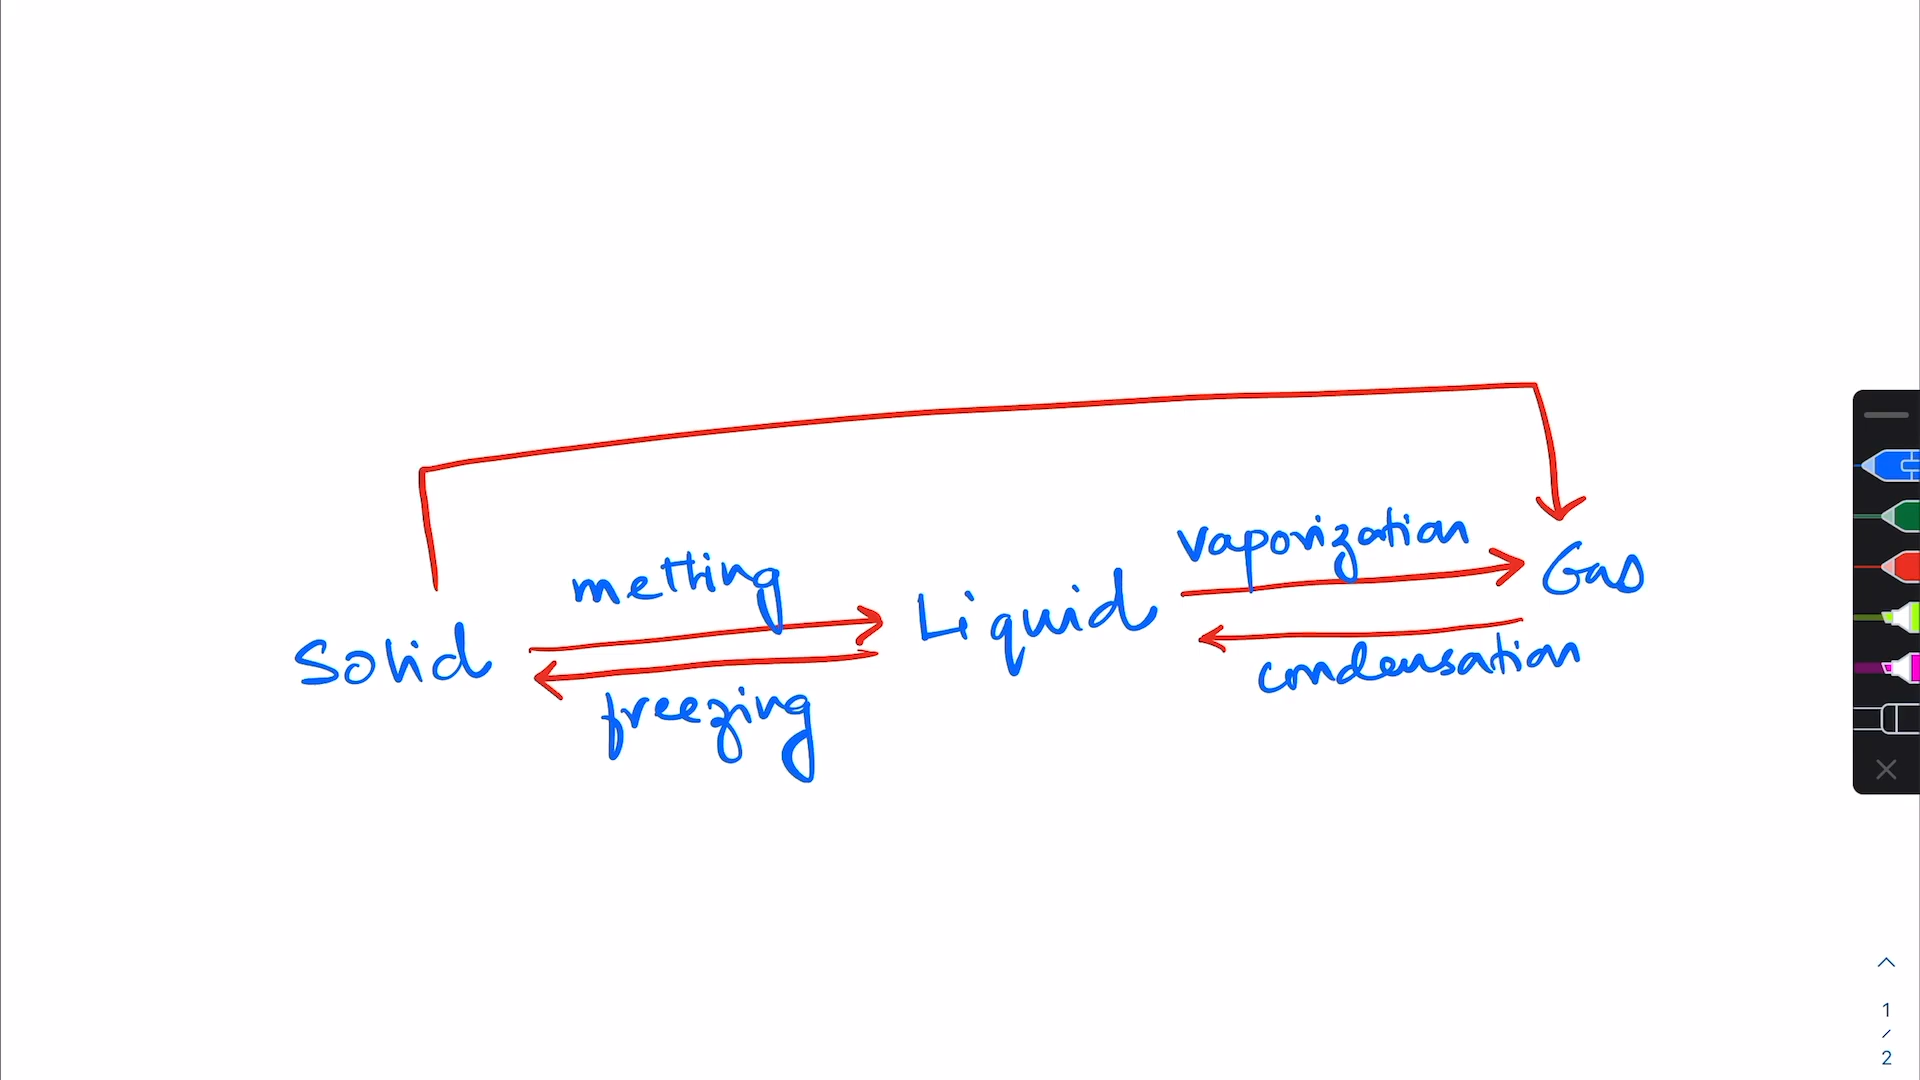 vaporization
melting
Gas
Liquid
Solid
condensation
freezing
1
/
2